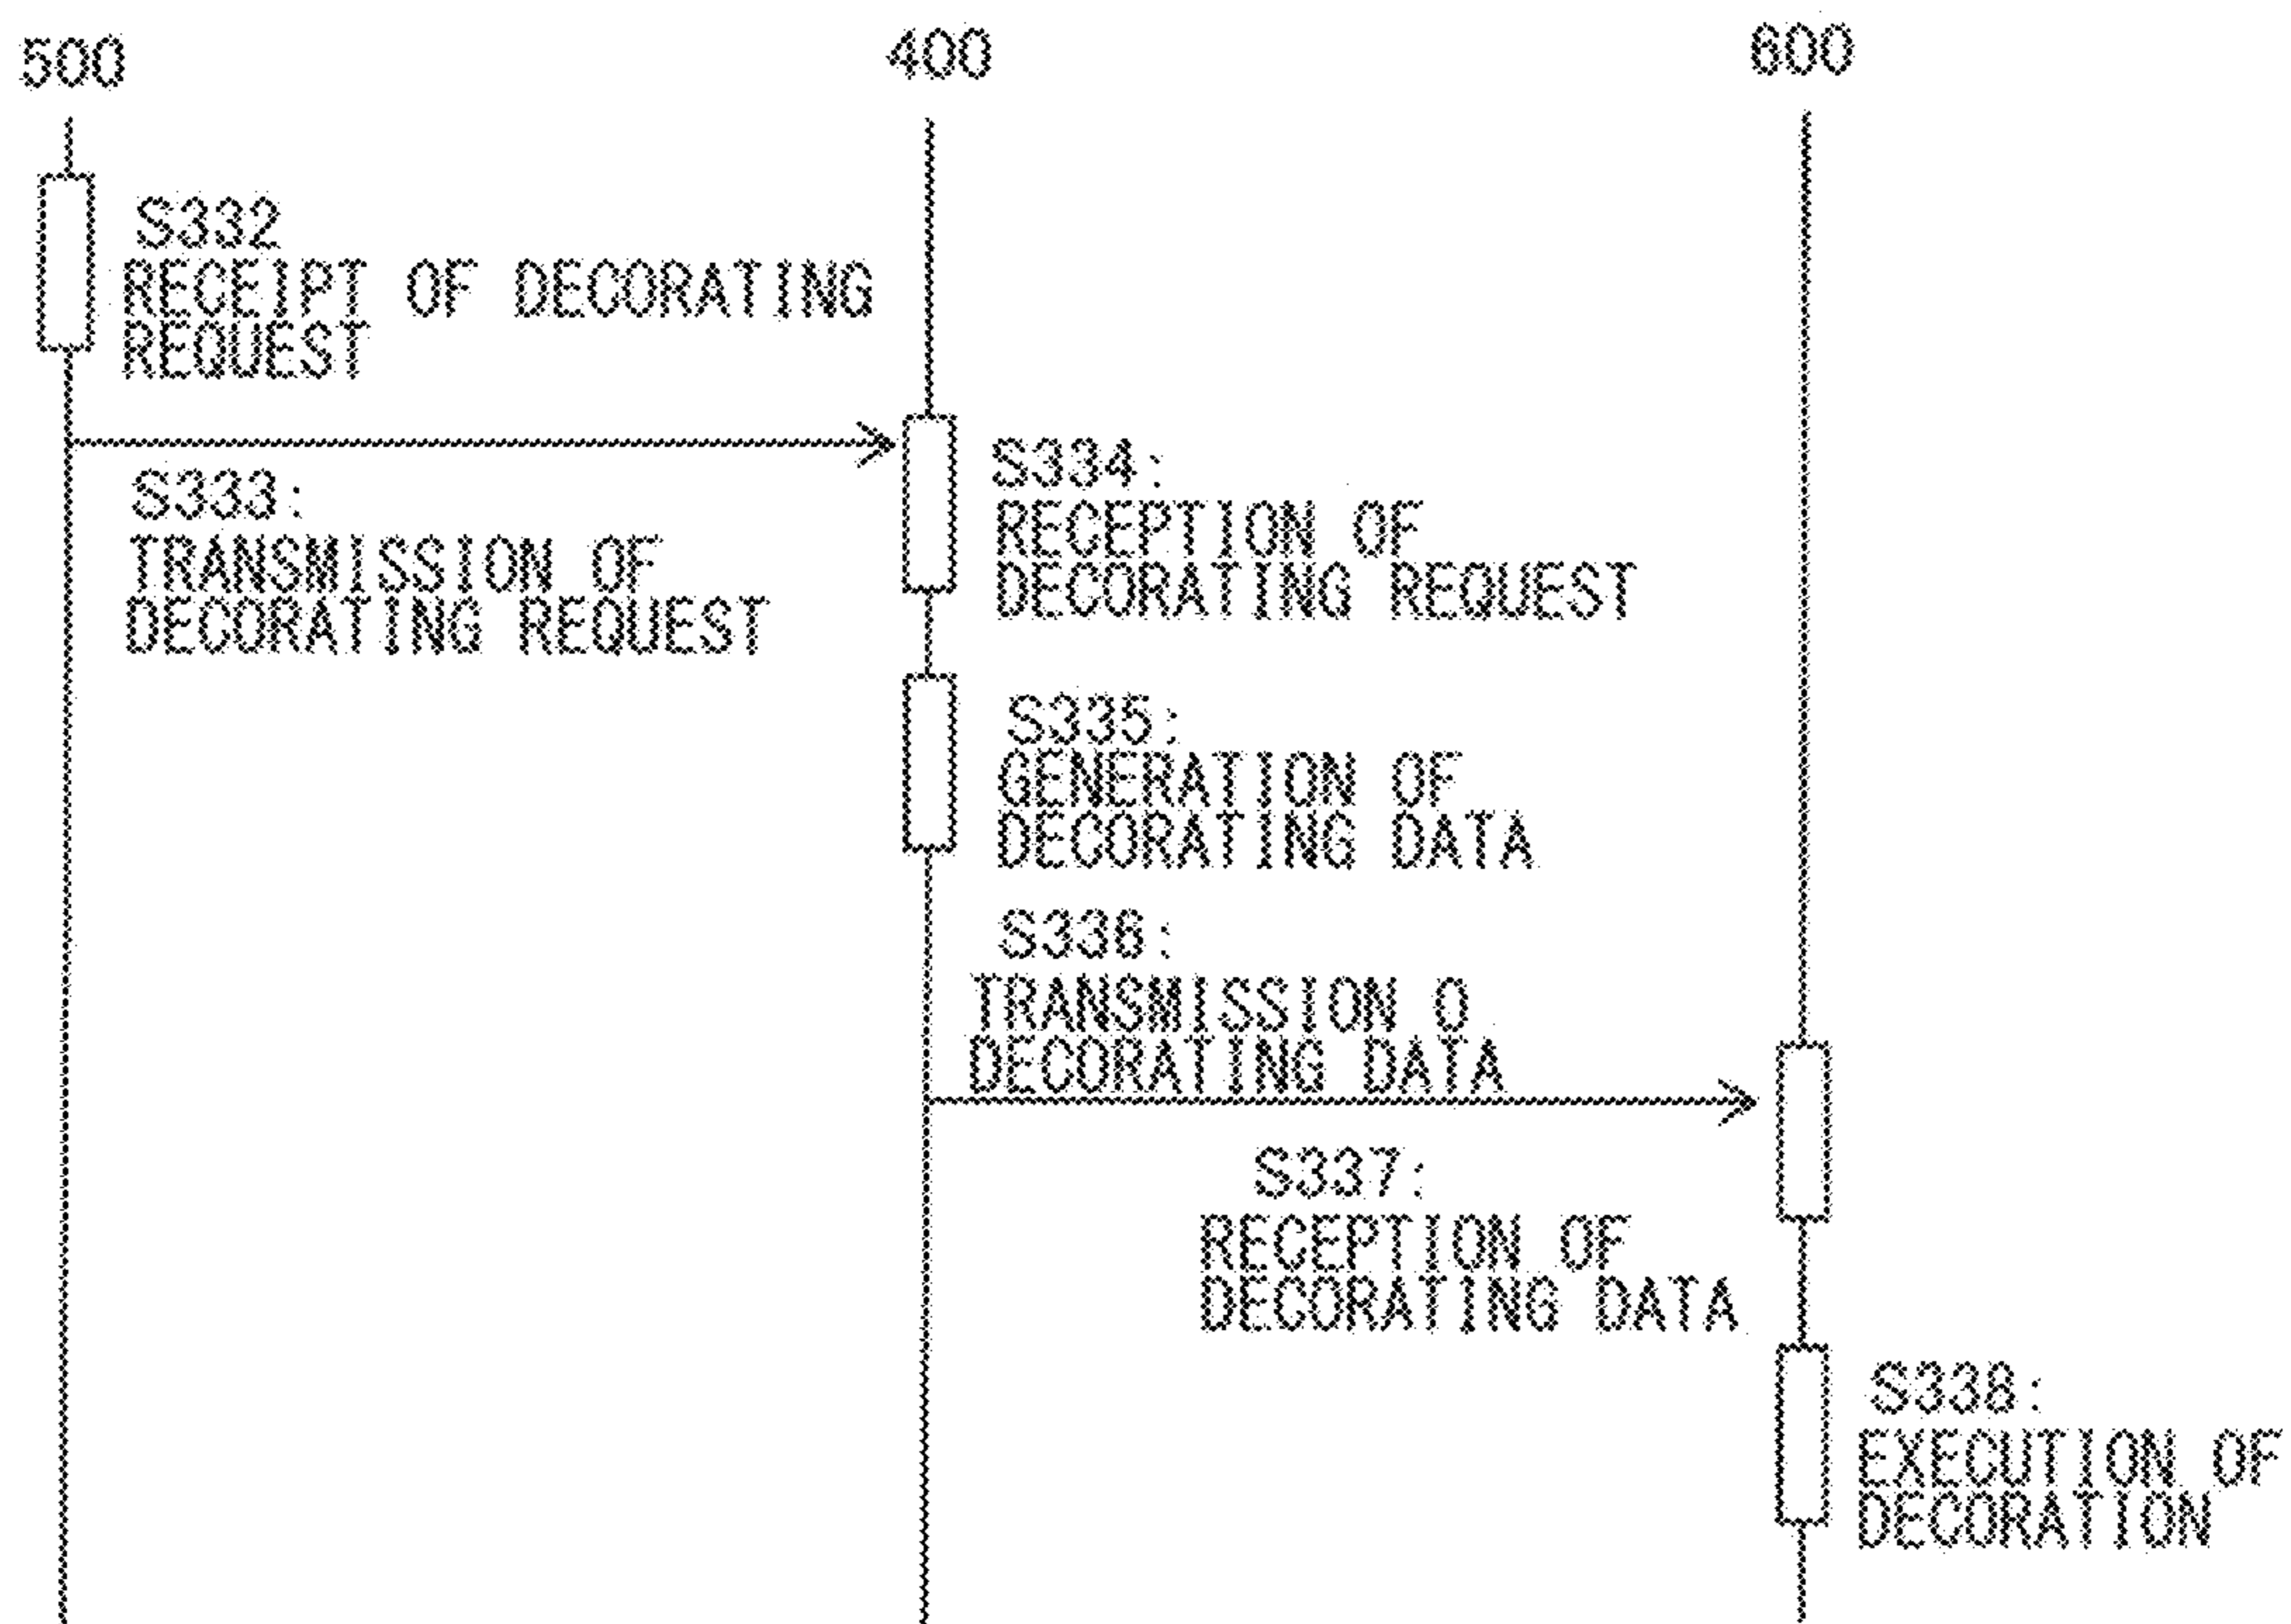 500
400
600
S332
RECEIPT OF DECORATING
REQUEST
S333:
TRANSMISSION OF
DECORATING REQUEST
S334:
RECEPTION OF
DECORATING REQUEST
S335:
GENERATION OF
DECORATING DATA
S336:
TRANSMISSION O
DECORATING DATA
S337:
RECEPTION OF
DECORATING DATA
S338:
EXECUTION OF
DECORATION